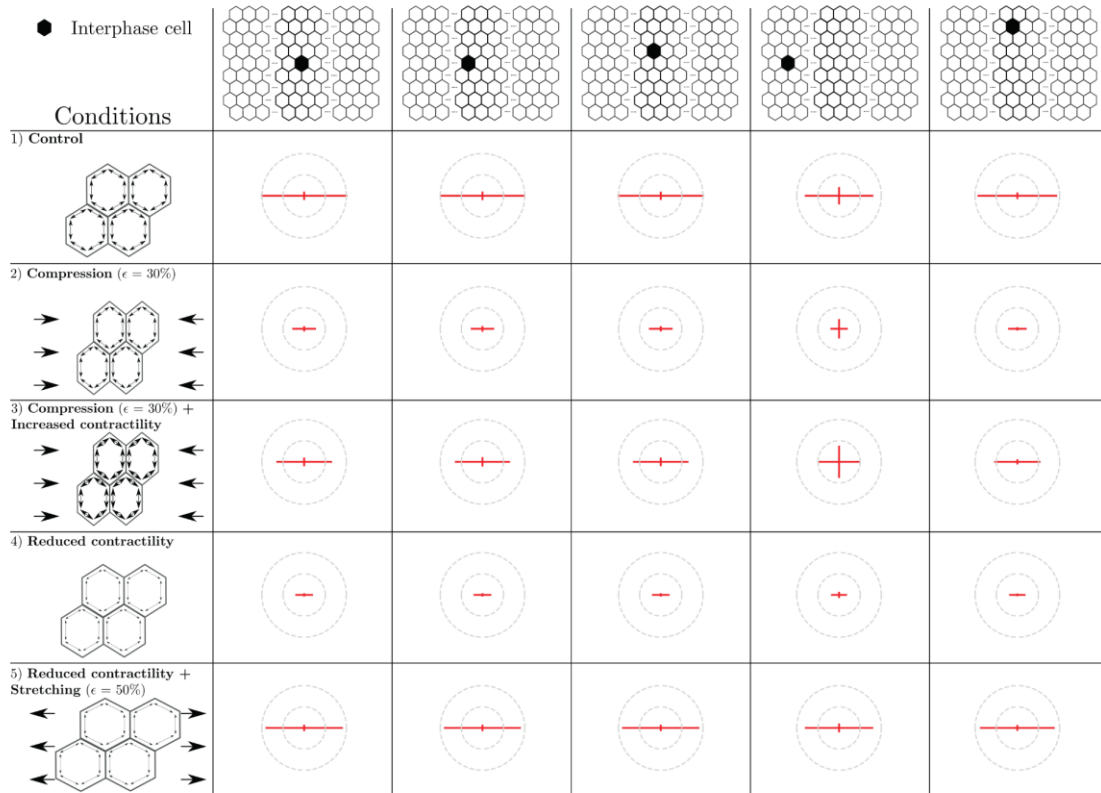 Interphase cell
Conditions
1) Control
2) Compression (ϵ = 30%)
3) Compression (ϵ = 30%) +
Increased contractility
4) Reduced contractility
5) Reduced contractility +
Stretching (ϵ = 50%)